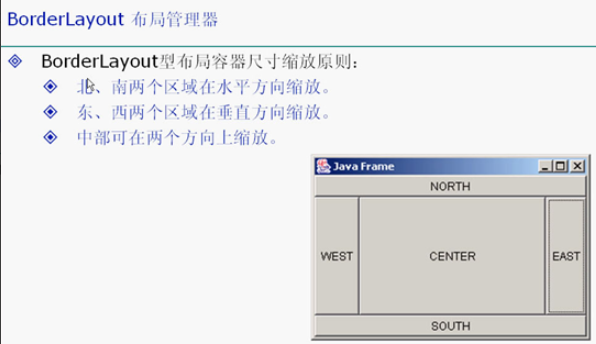 BorderLayout 布局管理器
BorderLayout型布局容器尺寸缩放原则：
北、南两个区域在水平方向缩放。
东、西两个区域在垂直方向缩放。
中部可在两个方向上缩放。
Java Frame
NORTH
WEST CENTER EAST
SOUTH